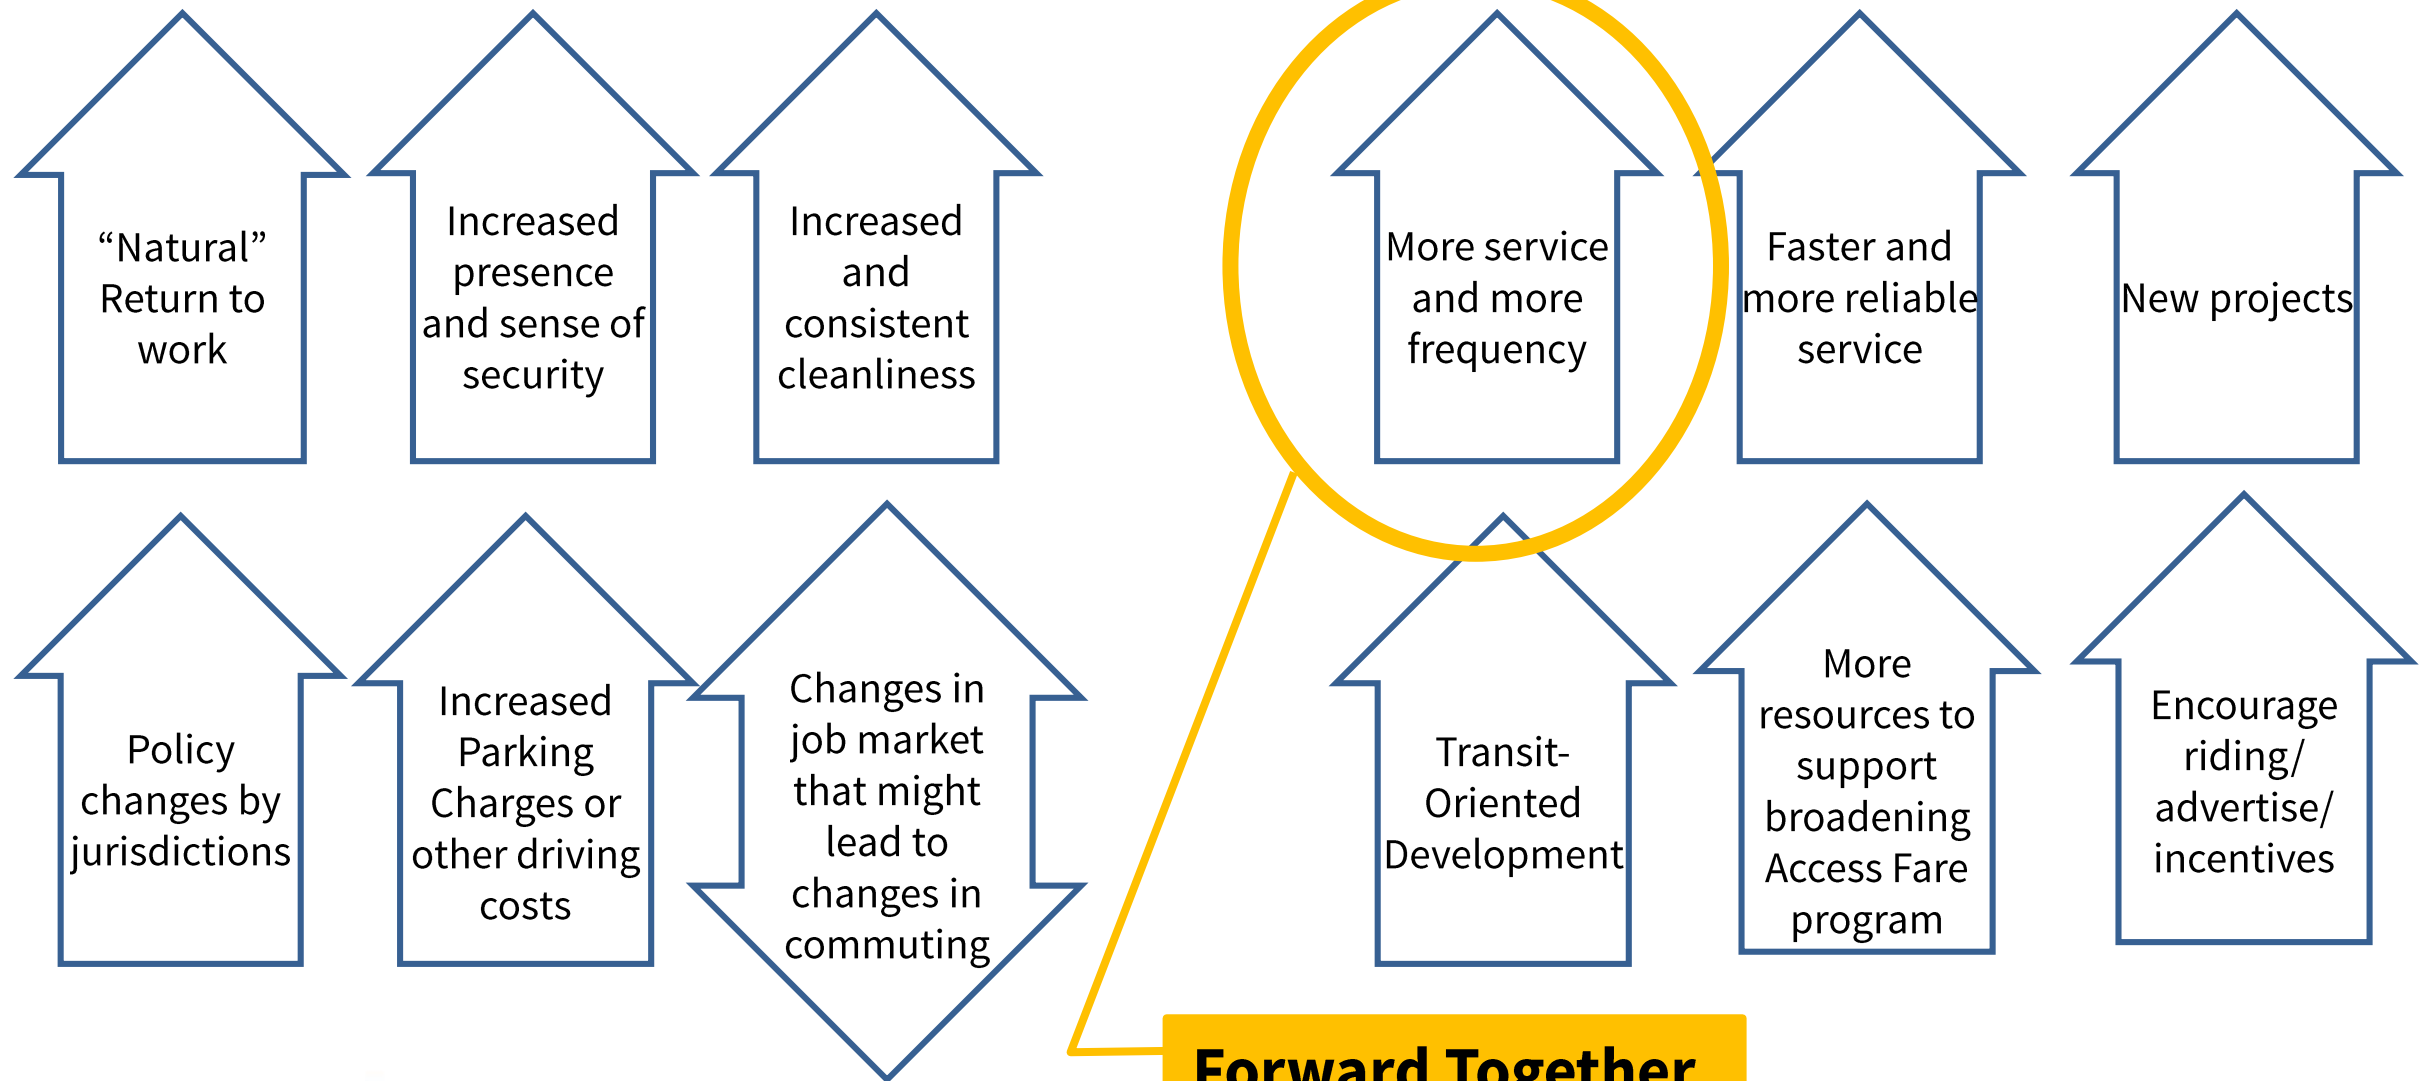 “Natural”
Return to
work
Increased
presence
and sense of
security
Increased
and
consistent
cleanliness
More service
and more
frequency
Faster and
more reliable
service
New projects
Policy
changes by
jurisdictions
Increased
Parking
Charges or
other driving
costs
Changes in
job market
that might
lead to
changes in
commuting
Transit-
Oriented
Development
More
resources to
support
broadening
Access Fare
program
Encourage
riding/
advertise/
incentives
Forward Together